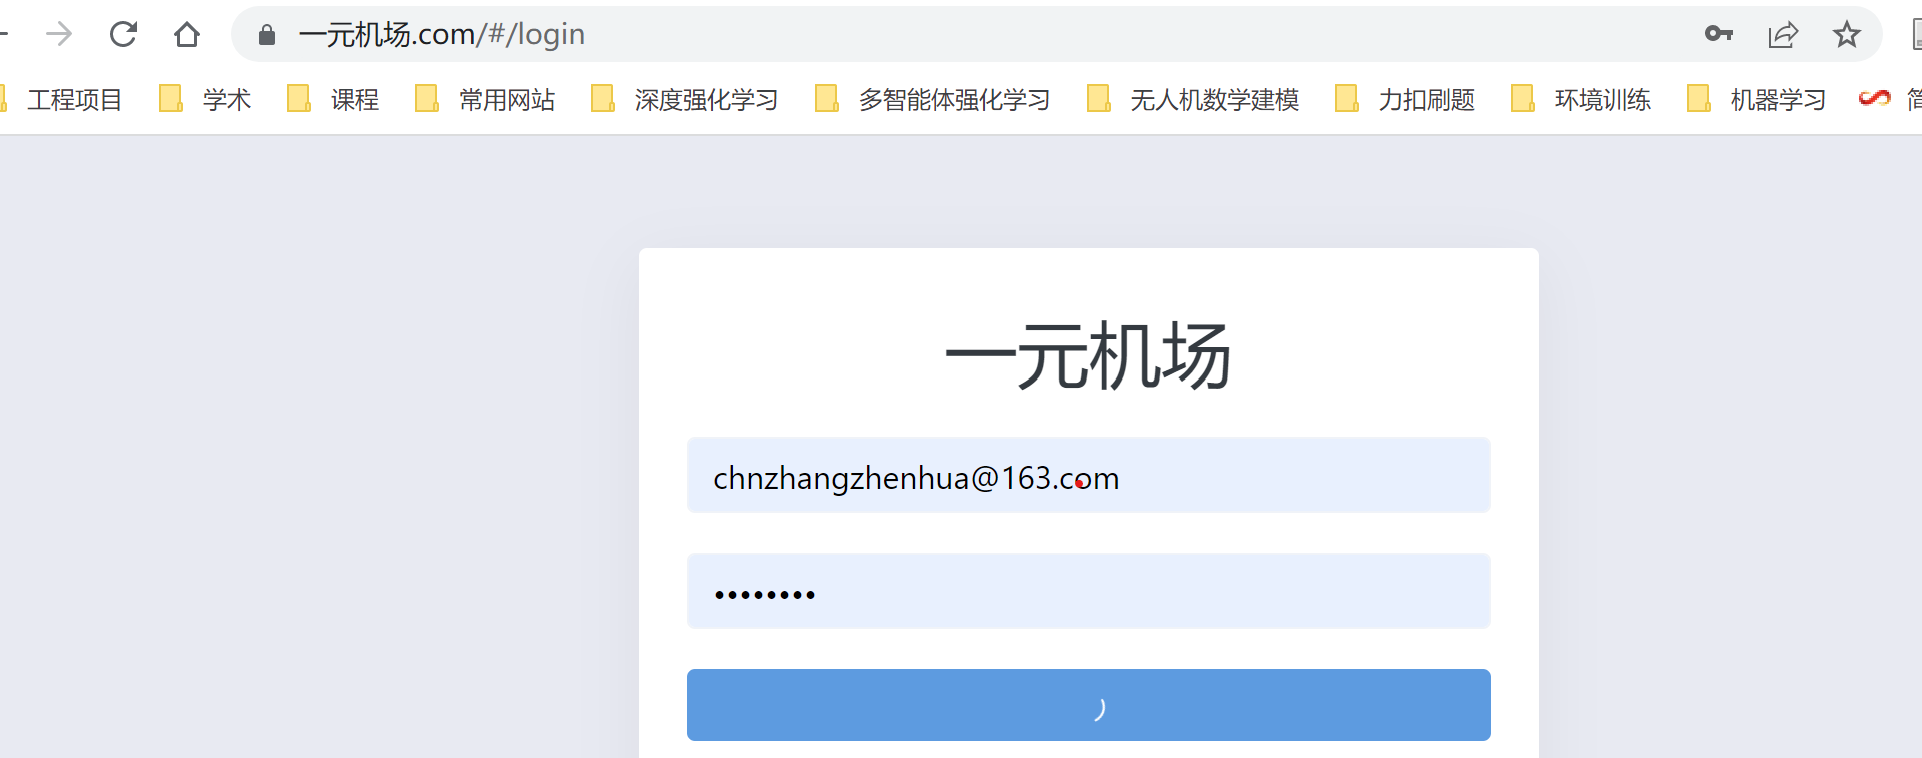 一元机场.com/#/login
工程项目 学术 课程 常用网站 深度强化学习 多智能体强化学习 无人机数学建模 力扣刷题 环境训练 机器学习 简
一元机场
chnzhangzhenhua@163.com
••••••••